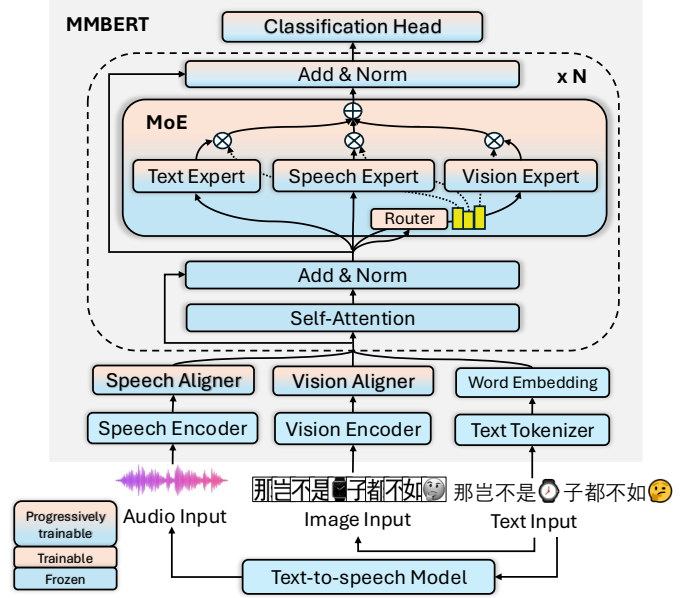 MMBERT
Classification Head
Add & Norm
x N
MoE
Text Expert
Speech Expert
Vision Expert
Router
Add & Norm
Self-Attention
Speech Aligner
Vision Aligner
Word Embedding
Speech Encoder
Vision Encoder
Text Tokenizer
那岂不是⌚子都不如🤔
那岂不是⌚子都不如🤔
Audio Input
Image Input
Text Input
Progressively
trainable
Trainable
Frozen
Text-to-speech Model